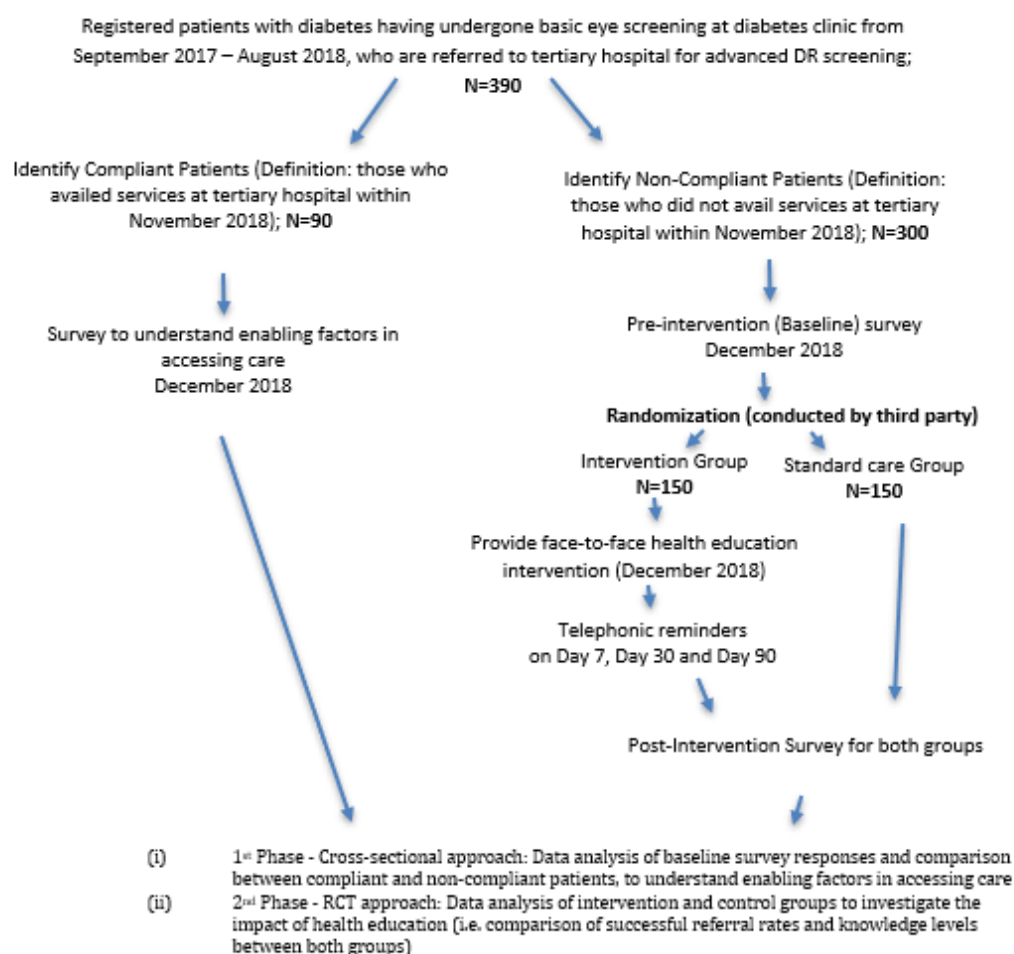 Registered patients with diabetes having undergone basic eye screening at diabetes clinic from
September 2017 – August 2018, who are referred to tertiary hospital for advanced DR screening;
N=390
Identify Compliant Patients (Definition: those who
availed services at tertiary hospital within
November 2018); N=90
Survey to understand enabling factors in
accessing care
December 2018
Identify Non-Compliant Patients (Definition:
those who did not avail services at tertiary
hospital within November 2018); N=300
Pre-intervention (Baseline) survey
December 2018
Randomization (conducted by third party)
Intervention Group
N=150
Standard care Group
N=150
Provide face-to-face health education
intervention (December 2018)
Telephonic reminders
on Day 7, Day 30 and Day 90
Post-Intervention Survey for both groups
(i) 1st Phase - Cross-sectional approach: Data analysis of baseline survey responses and comparison
between compliant and non-compliant patients, to understand enabling factors in accessing care
(ii) 2nd Phase - RCT approach: Data analysis of intervention and control groups to investigate the
impact of health education (i.e. comparison of successful referral rates and knowledge levels
between both groups)